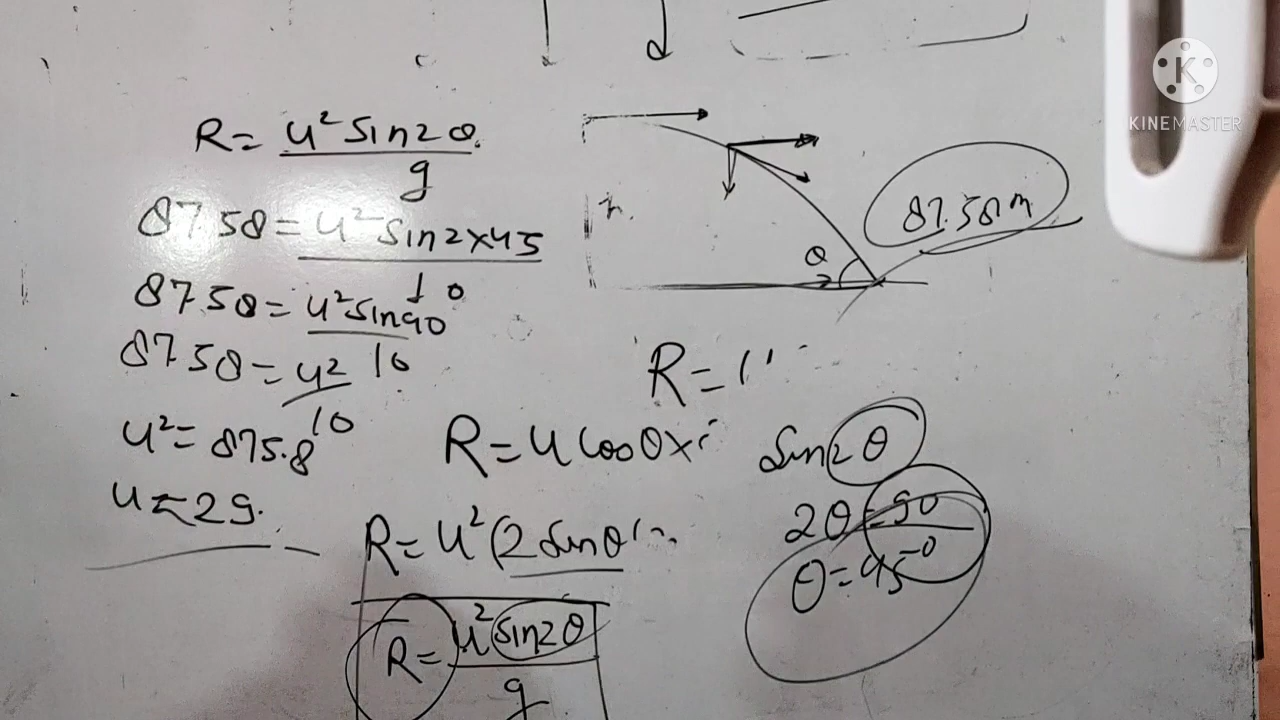 R = u² sin2θ
g
87.58 = u² sin2×45
10
87.58 = u² sin90°
10
87.58 = u²
10
u² = 875.8
u ≈ 29.
h.
θ
87.58m
R =
R = u cosθ ×
R = u² (2 sinθ
R = u² sin2θ
g
sin2θ
2θ = 90
θ = 45°
KINEMASTER